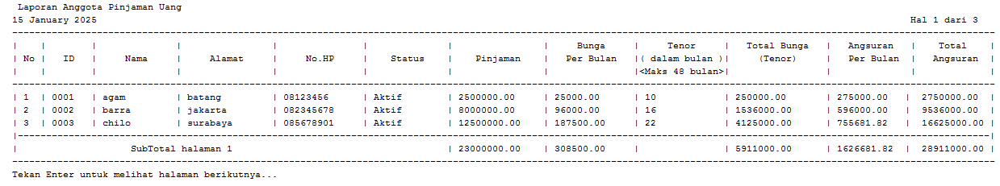 Laporan Anggota Pinjaman Uang
15 January 2025 Hal 1 dari 3
--------------------------------------------------------------------------------
| | | | | | | Bunga | Tenor | Total Bunga | Angsuran | Total |
| No | ID | Nama | Alamat | No.HP | Status | Pinjaman | Per Bulan |( dalam bulan )| (Tenor) | Per Bulan | Angsuran |
| | | | | | | | |<Maks 48 bulan>| | | |
--------------------------------------------------------------------------------
| 1 | 0001 | agam | batang | 08123456 | Aktif | 2500000.00 | 25000.00 | 10 | 250000.00 | 275000.00 | 2750000.00 |
| 2 | 0002 | barra | jakarta | 082345678 | Aktif | 8000000.00 | 96000.00 | 16 | 1536000.00 | 596000.00 | 9536000.00 |
| 3 | 0003 | chilo | surabaya | 085678901 | Aktif | 12500000.00 | 187500.00 | 22 | 4125000.00 | 755681.82 | 16625000.00 |
|------------------------------------------------------------------------------|
| SubTotal halaman 1 | 23000000.00 | 308500.00 | | 5911000.00 | 1626681.82 | 28911000.00 |
--------------------------------------------------------------------------------
Tekan Enter untuk melihat halaman berikutnya...